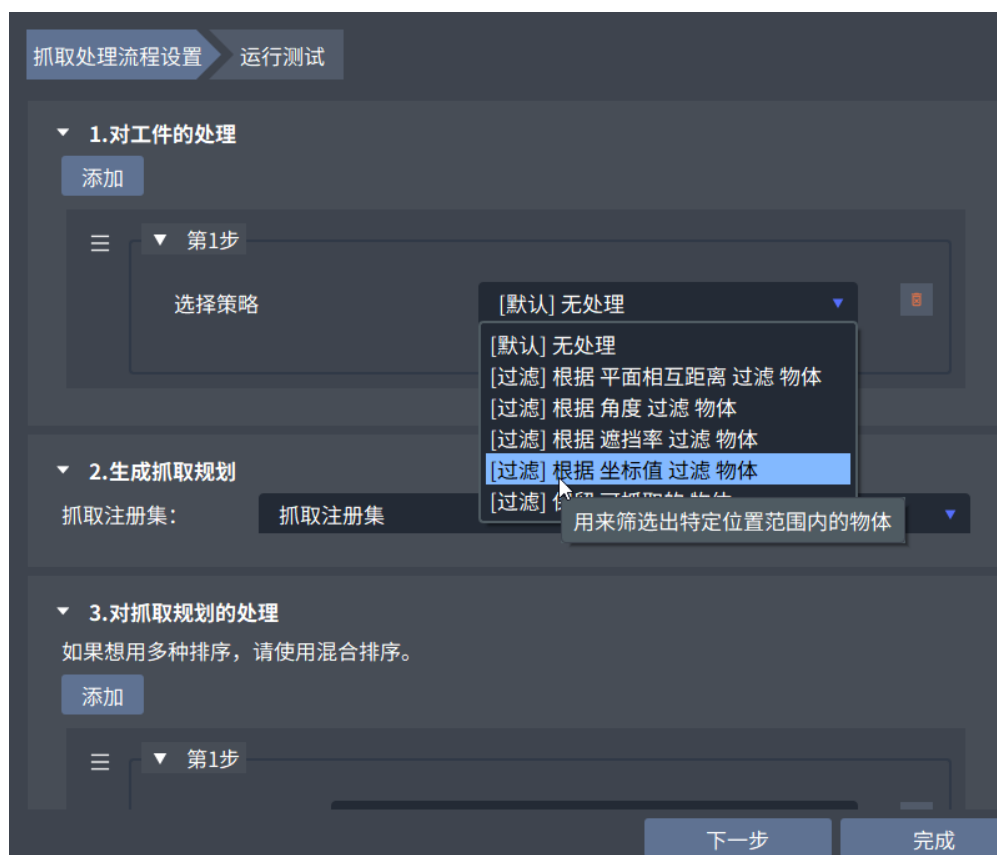 抓取处理流程设置
运行测试
1.对工件的处理
添加
第1步
选择策略
[默认] 无处理
[默认] 无处理
[过滤] 根据 平面相互距离 过滤 物体
[过滤] 根据 角度 过滤 物体
[过滤] 根据 遮挡率 过滤 物体
[过滤] 根据 坐标值 过滤 物体
[过滤]
用来筛选出特定位置范围内的物体
2.生成抓取规划
抓取注册集:
抓取注册集
3.对抓取规划的处理
如果想用多种排序，请使用混合排序。
添加
第1步
下一步
完成